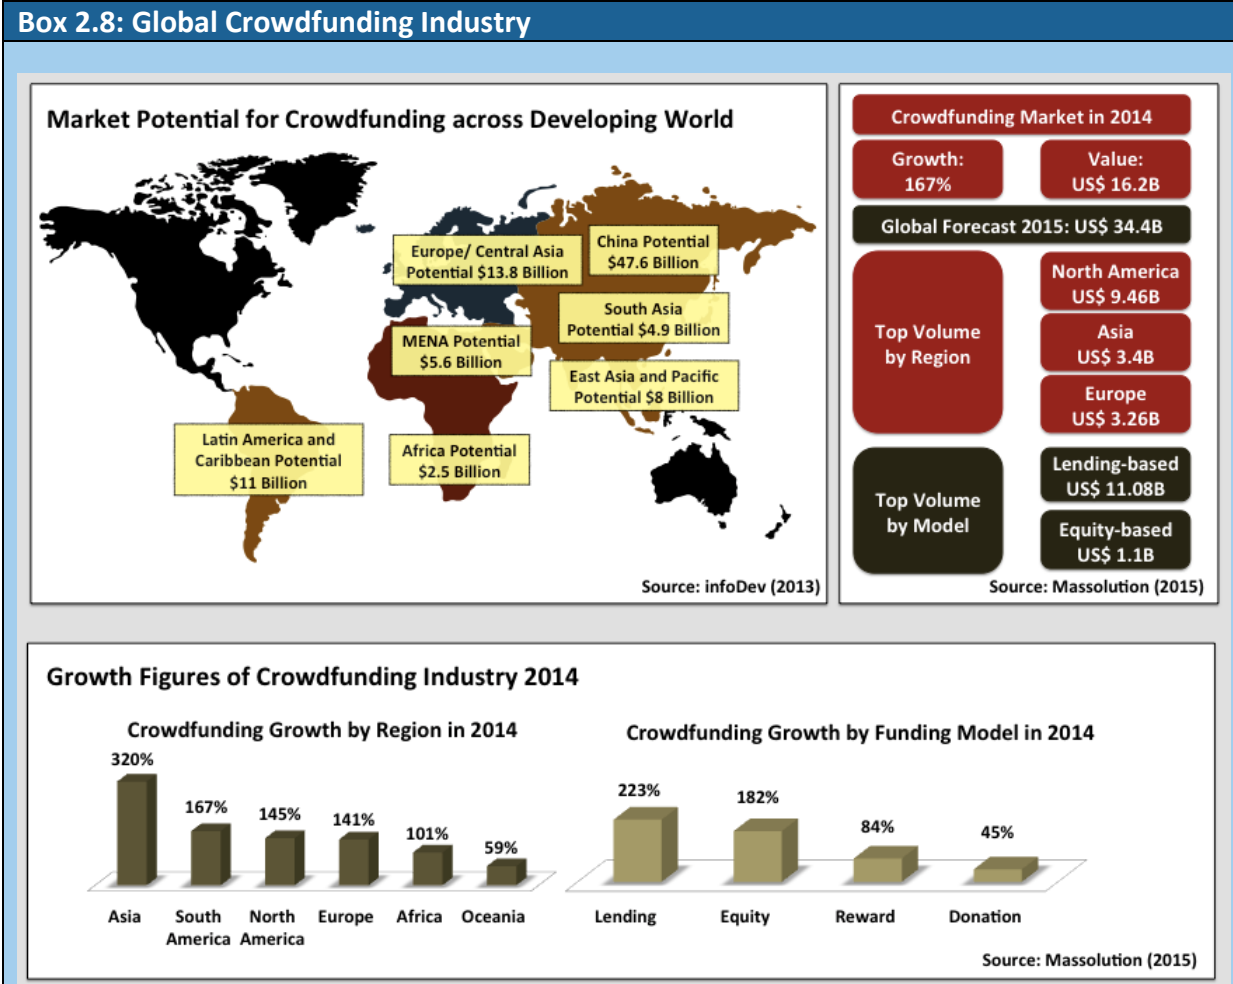 Box 2.8: Global Crowdfunding Industry
Market Potential for Crowdfunding across Developing World
Europe/ Central Asia
Potential $13.8 Billion
China Potential
$47.6 Billion
South Asia
Potential $4.9 Billion
MENA Potential
$5.6 Billion
East Asia and Pacific
Potential $8 Billion
Latin America and
Caribbean Potential
$11 Billion
Africa Potential
$2.5 Billion
Source: infoDev (2013)
Crowdfunding Market in 2014
Growth:
167%
Value:
US$ 16.2B
Global Forecast 2015: US$ 34.4B
Top Volume
by Region
North America
US$ 9.46B
Asia
US$ 3.4B
Europe
US$ 3.26B
Top Volume
by Model
Lending-based
US$ 11.08B
Equity-based
US$ 1.1B
Source: Massolution (2015)
Growth Figures of Crowdfunding Industry 2014
Crowdfunding Growth by Region in 2014
320%
167%
145%
141%
101%
59%
Asia
South
America
North
America
Europe
Africa
Oceania
Crowdfunding Growth by Funding Model in 2014
223%
182%
84%
45%
Lending
Equity
Reward
Donation
Source: Massolution (2015)